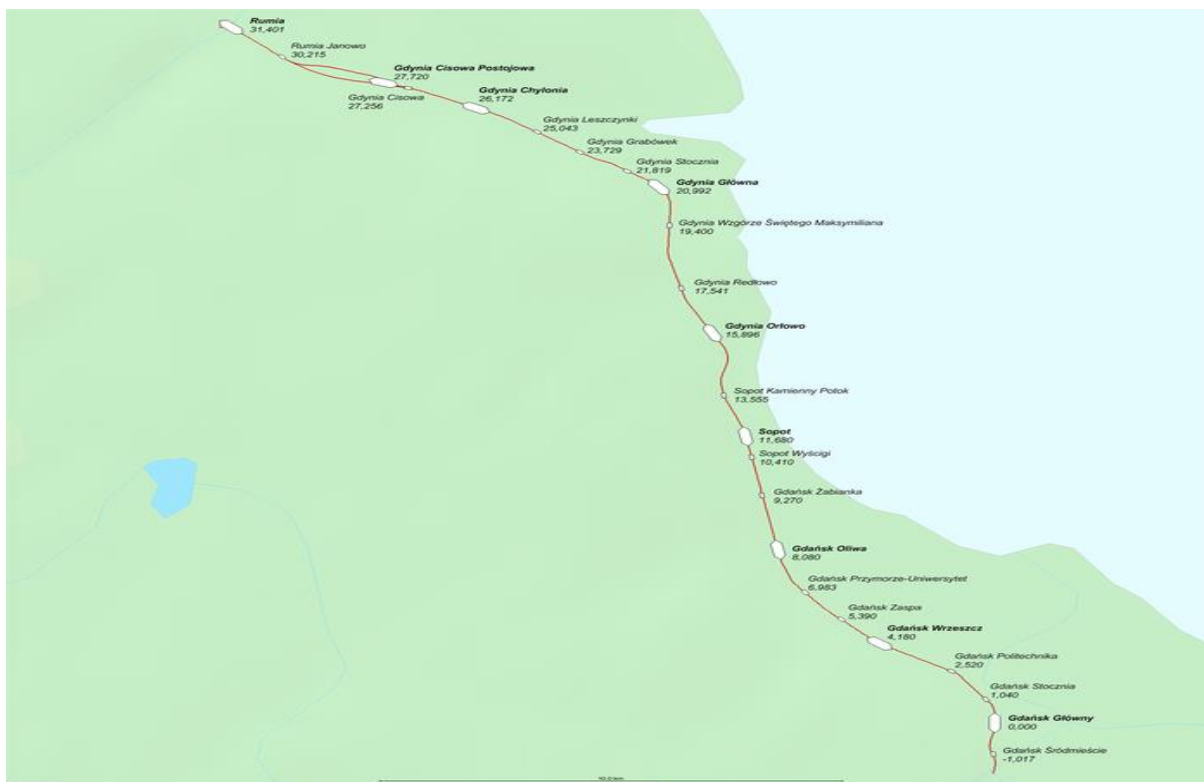 Rumia
31,401
Rumia Janowo
30,215
Gdynia Cisowa Postojowa
27,720
Gdynia Cisowa
27,256
Gdynia Chylonia
26,172
Gdynia Leszczynki
25,043
Gdynia Grabówek
23,729
Gdynia Stocznia
21,819
Gdynia Główna
20,992
Gdynia Wzgórze Świętego Maksymiliana
19,400
Gdynia Redłowo
17,541
Gdynia Orłowo
15,896
Sopot Kamienny Potok
13,555
Sopot
11,680
Sopot Wyścigi
10,410
Gdańsk Żabianka
9,270
Gdańsk Oliwa
8,080
Gdańsk Przymorze-Uniwersytet
6,983
Gdańsk Zaspa
5,390
Gdańsk Wrzeszcz
4,180
Gdańsk Politechnika
2,520
Gdańsk Stocznia
1,040
Gdańsk Główny
0,000
Gdańsk Śródmieście
-1,017
10,0 km